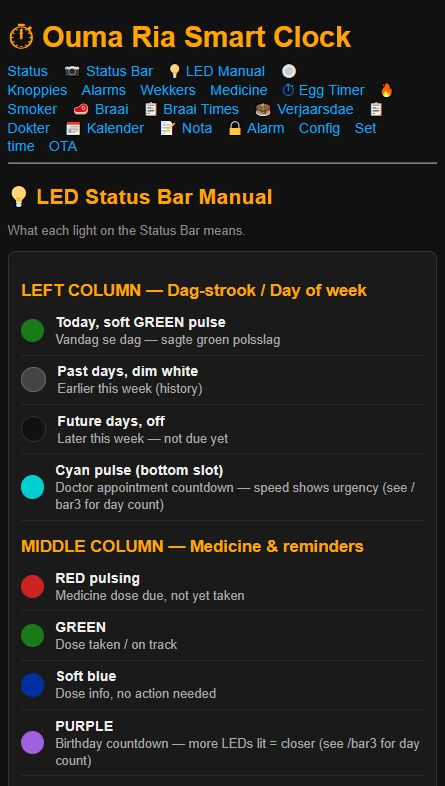 Ouma Ria Smart Clock
Status Status Bar LED Manual
Knoppies Alarms Wekkers Medicine Egg Timer
Smoker Braai Braai Times Verjaarsdae
Dokter Kalender Nota Alarm Config Set
time OTA
LED Status Bar Manual
What each light on the Status Bar means.
LEFT COLUMN — Dag-strook / Day of week
Today, soft GREEN pulse
Vandag se dag — sagte groen polsslag
Past days, dim white
Earlier this week (history)
Future days, off
Later this week — not due yet
Cyan pulse (bottom slot)
Doctor appointment countdown — speed shows urgency (see /
bar3 for day count)
MIDDLE COLUMN — Medicine & reminders
RED pulsing
Medicine dose due, not yet taken
GREEN
Dose taken / on track
Soft blue
Dose info, no action needed
PURPLE
Birthday countdown — more LEDs lit = closer (see /bar3 for day
count)